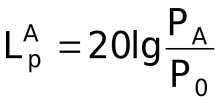 L_p^A = 20lg P_A / P_0